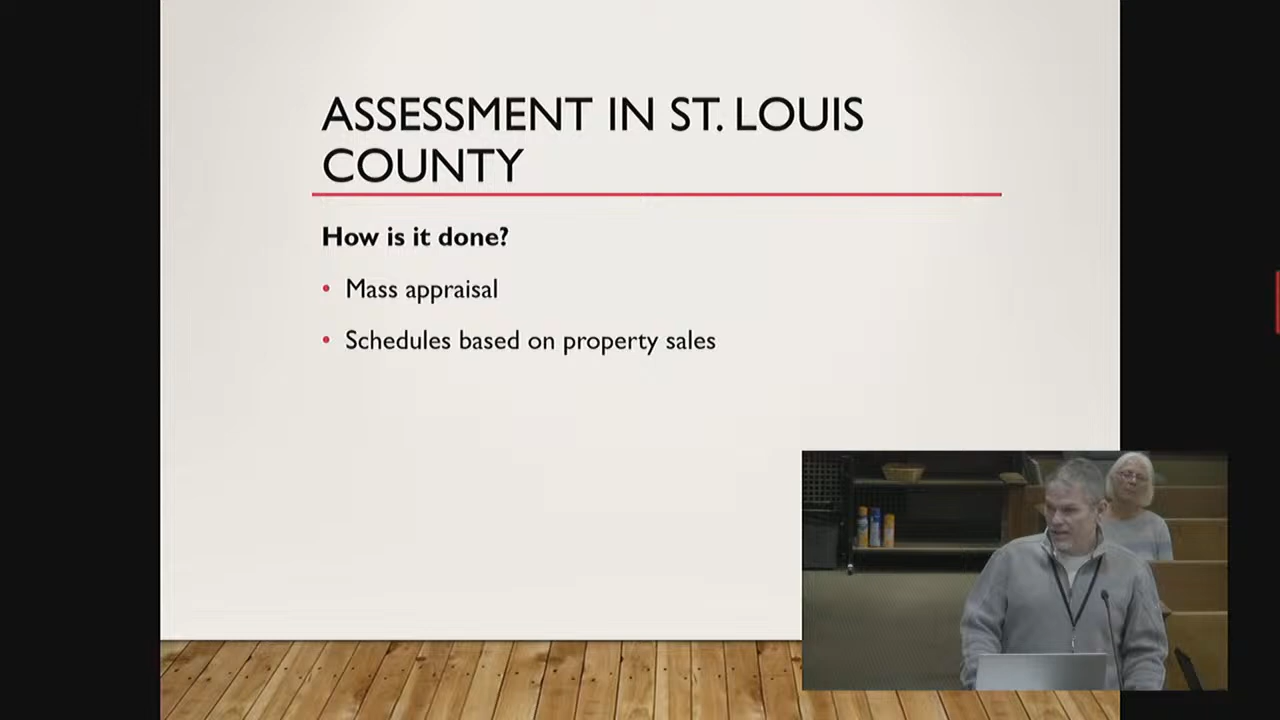 ASSESSMENT IN ST. LOUIS
COUNTY
How is it done?
• Mass appraisal
• Schedules based on property sales